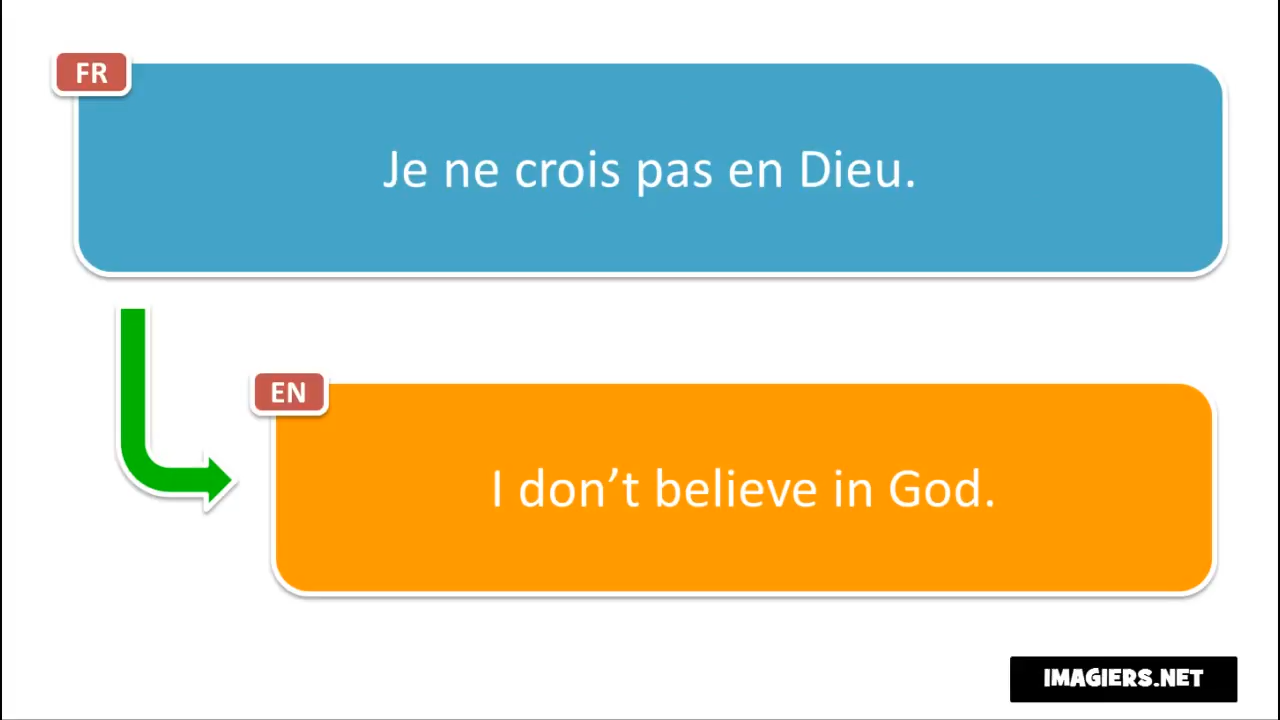 FR
Je ne crois pas en Dieu.
EN
I don’t believe in God.
IMAGIERS.NET